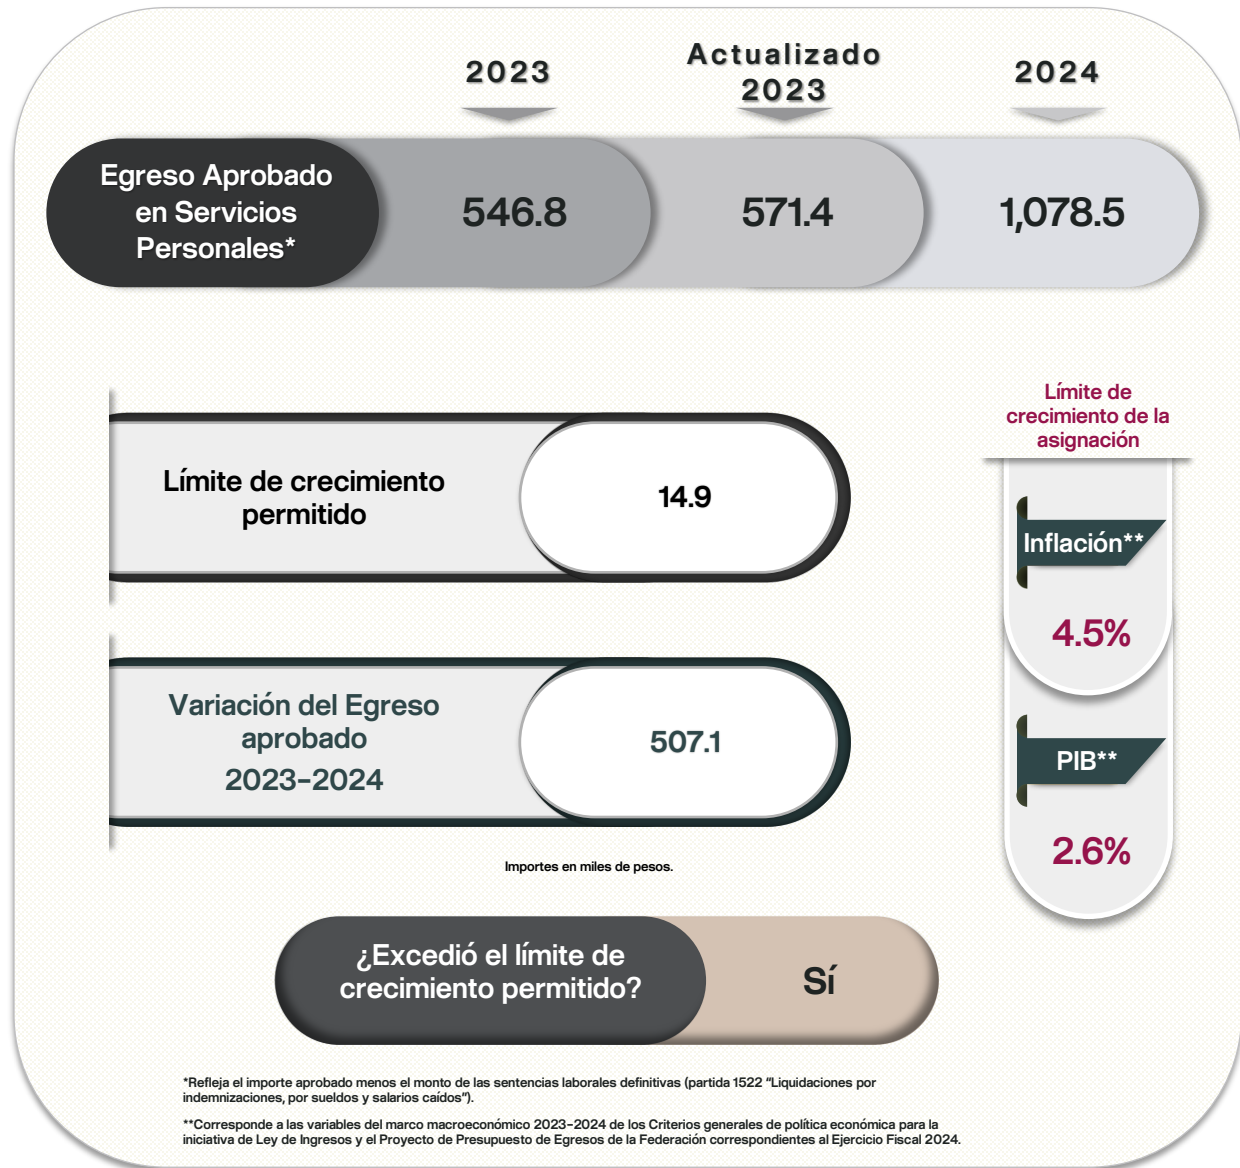 2023
Actualizado
2023
2024
Egreso Aprobado
en Servicios
Personales*
546.8
571.4
1,078.5
Límite de crecimiento
permitido
14.9
Variación del Egreso
aprobado
2023-2024
507.1
Importes en miles de pesos.
Límite de
crecimiento de la
asignación
Inflación**
4.5%
PIB**
2.6%
¿Excedió el límite de
crecimiento permitido?
Sí
*Refleja el importe aprobado menos el monto de las sentencias laborales definitivas (partida 1522 “Liquidaciones por
indemnizaciones, por sueldos y salarios caídos”).
**Corresponde a las variables del marco macroeconómico 2023-2024 de los Criterios generales de política económica para la
iniciativa de Ley de Ingresos y el Proyecto de Presupuesto de Egresos de la Federación correspondientes al Ejercicio Fiscal 2024.